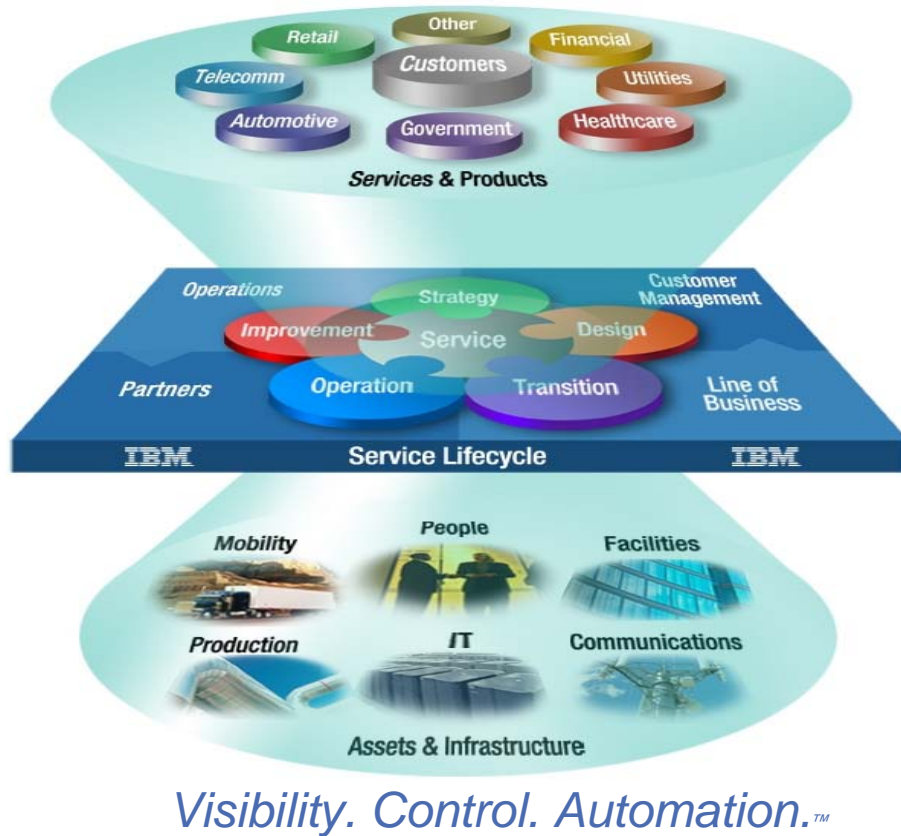 Other
Retail
Financial
Customers
Telecomm
Utilities
Automotive
Government
Healthcare
Services & Products
Operations
Customer
Management
Strategy
Improvement
Service
Design
Partners
Operation
Transition
Line of
Business
IBM
Service Lifecycle
IBM
People
Mobility
Facilities
Production
IT
Communications
Assets & Infrastructure
Visibility. Control. Automation.™